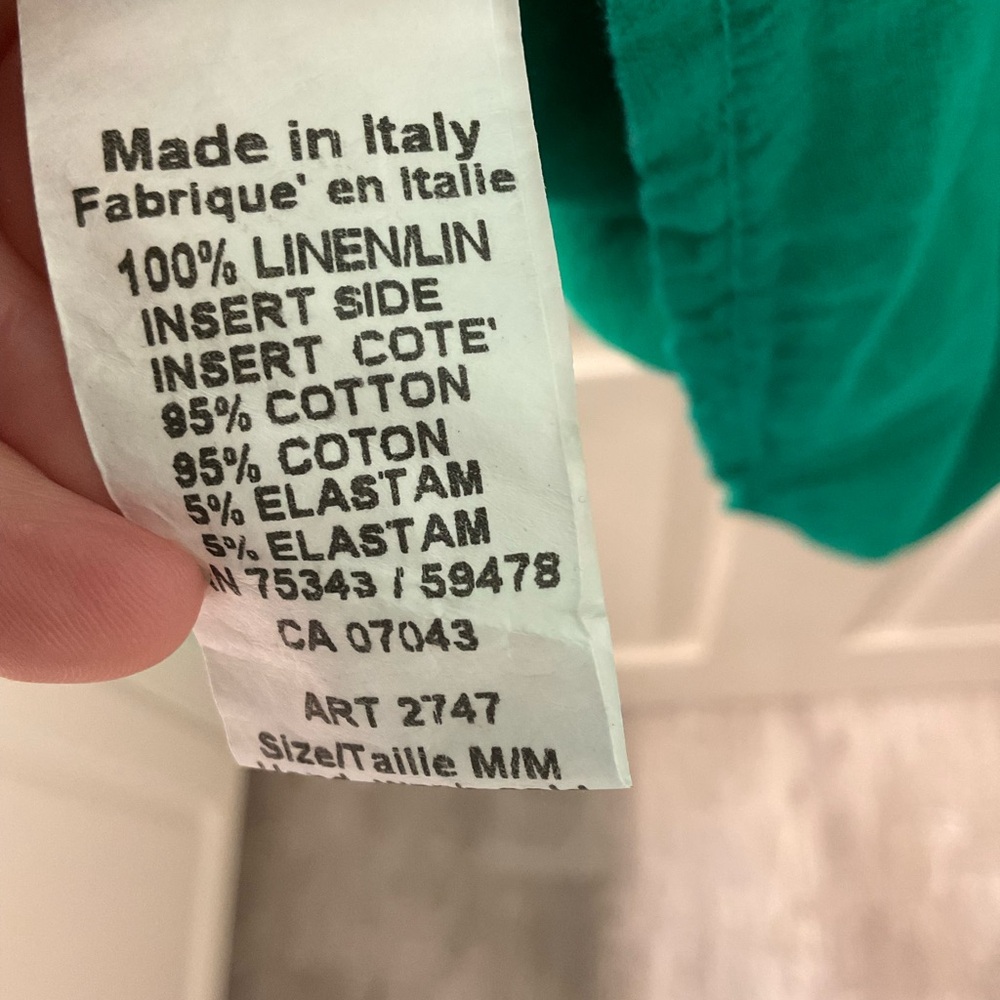 Made in Italy
Fabrique' en Italie
100% LINEN/LIN
INSERT SIDE
INSERT COTE'
95% COTTON
95% COTON
5% ELASTAM
5% ELASTAM
75343 / 59478
CA 07043
ART 2747
Size/Taille M/M